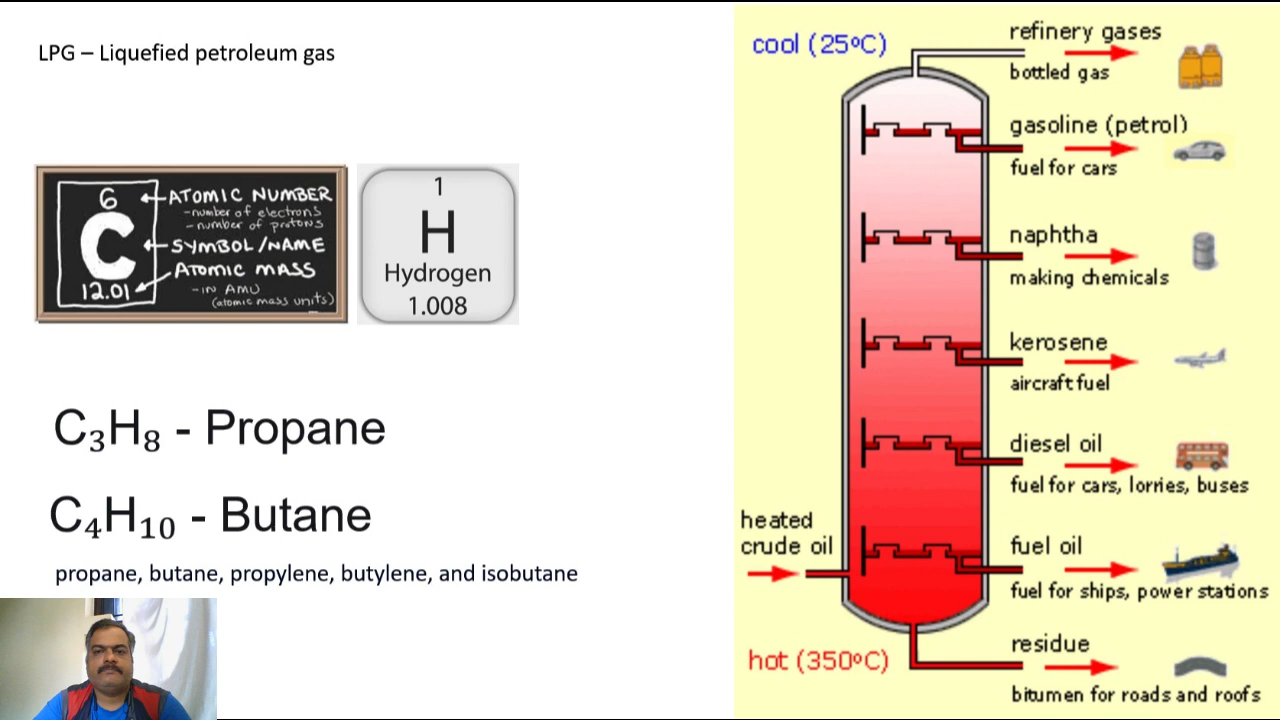 LPG – Liquefied petroleum gas
6
C
12.01
ATOMIC NUMBER
-number of electrons
-number of protons
SYMBOL/NAME
ATOMIC MASS
-IN AMU
(atomic mass units)
1
H
Hydrogen
1.008
C₃H₈ - Propane
C₄H₁₀ - Butane
propane, butane, propylene, butylene, and isobutane
cool (25ºC)
refinery gases
bottled gas
gasoline (petrol)
fuel for cars
naphtha
making chemicals
kerosene
aircraft fuel
diesel oil
fuel for cars, lorries, buses
heated
crude oil
fuel oil
fuel for ships, power stations
hot (350ºC)
residue
bitumen for roads and roofs